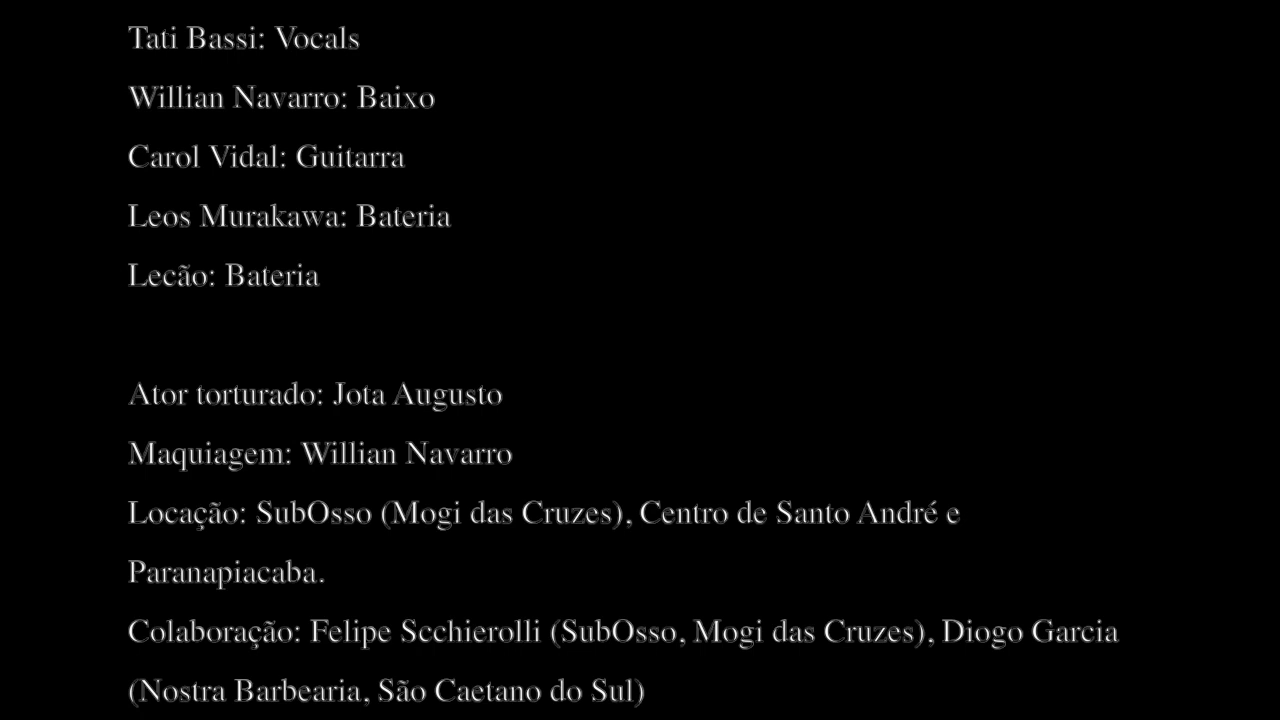 Tati Bassi: Vocals
Willian Navarro: Baixo
Carol Vidal: Guitarra
Leos Murakawa: Bateria
Lecão: Bateria
Ator torturado: Jota Augusto
Maquiagem: Willian Navarro
Locação: SubOsso (Mogi das Cruzes), Centro de Santo André e
Paranapiacaba.
Colaboração: Felipe Scchierolli (SubOsso, Mogi das Cruzes), Diogo Garcia
(Nostra Barbearia, São Caetano do Sul)